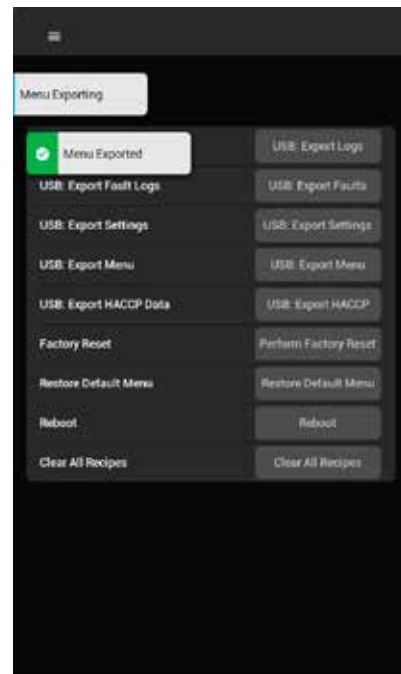 Menu Exporting
Menu Exported
USB: Export Logs
USB: Export Fault Logs USB: Export Faults
USB: Export Settings USB: Export Settings
USB: Export Menu USB: Export Menu
USB: Export HACCP Data USB: Export HACCP
Factory Reset Perform Factory Reset
Restore Default Menu Restore Default Menu
Reboot Reboot
Clear All Recipes Clear All Recipes